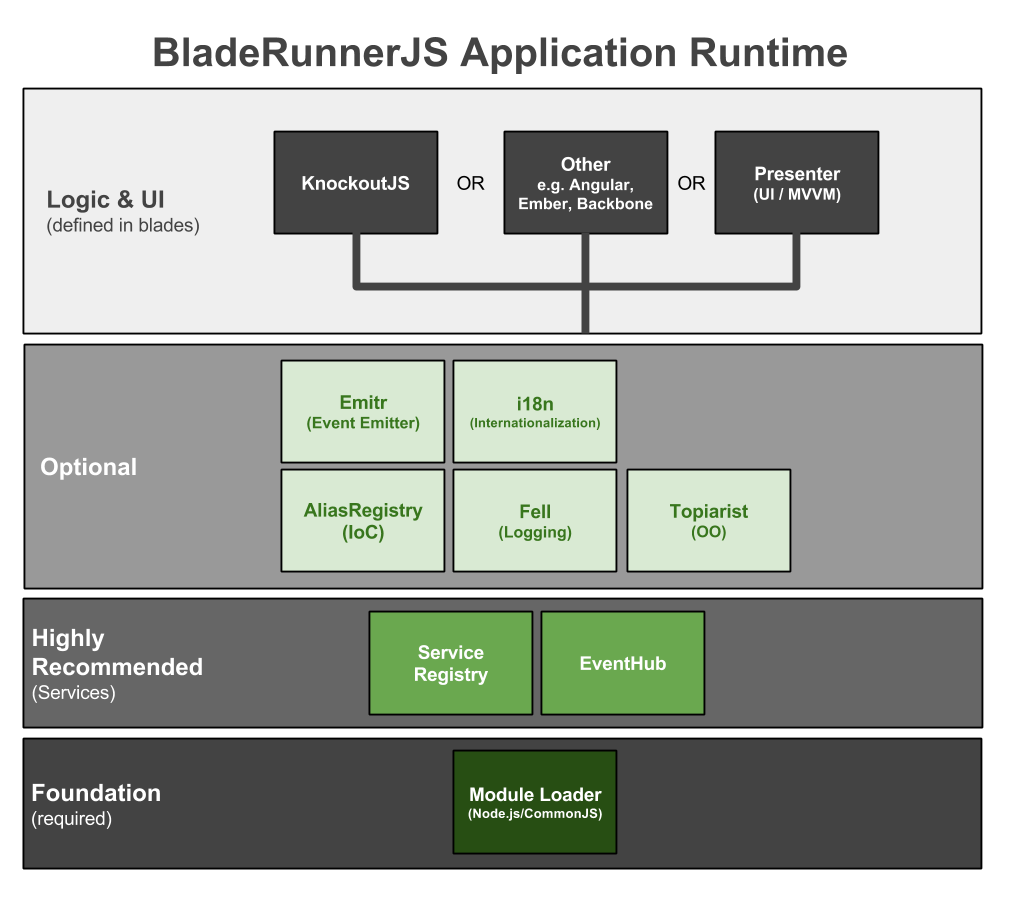 BladeRunnerJS Application Runtime
Logic & UI
(defined in blades)
KnockoutJS
OR
Other
e.g. Angular,
Ember, Backbone
OR
Presenter
(UI / MVVM)
Optional
Emitr
(Event Emitter)
i18n
(Internationalization)
AliasRegistry
(IoC)
Fell
(Logging)
Topiarist
(OO)
Highly
Recommended
(Services)
Service
Registry
EventHub
Foundation
(required)
Module Loader
(Node.js/CommonJS)